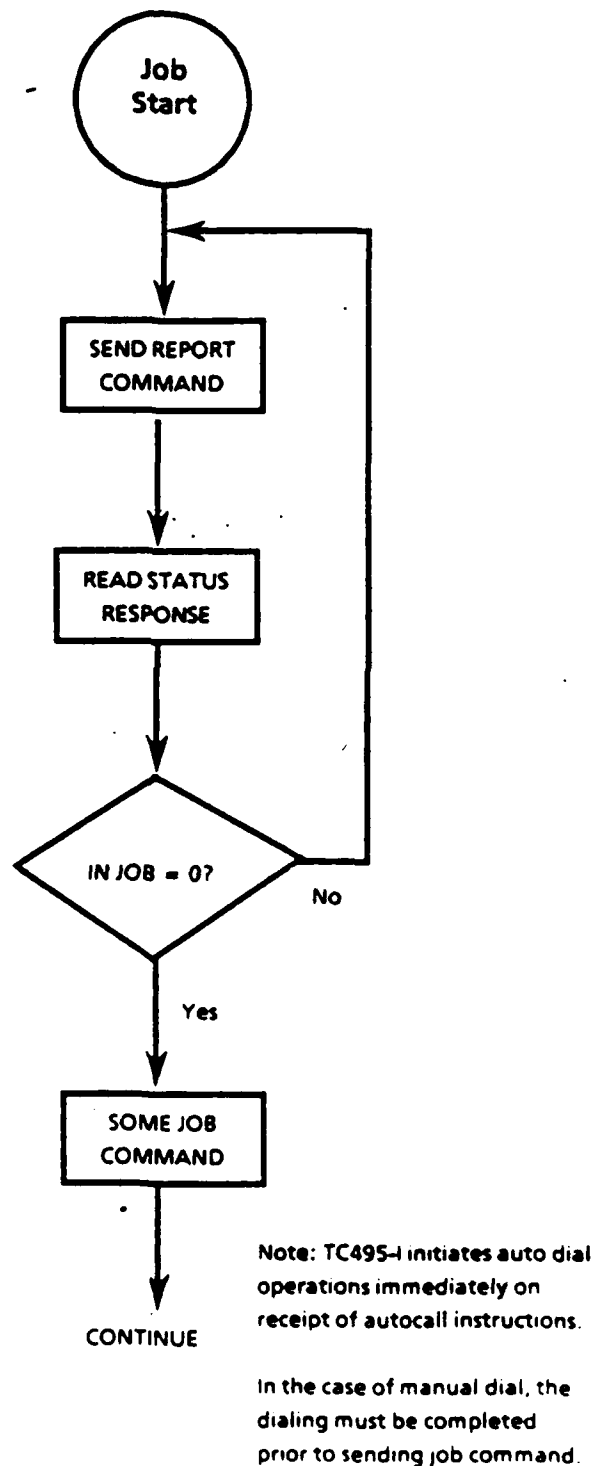 Job
Start
SEND REPORT
COMMAND
READ STATUS
RESPONSE
IN JOB = 0?
No
Yes
SOME JOB
COMMAND
CONTINUE
Note: TC495-I initiates auto dial
operations immediately on
receipt of autocall instructions.
In the case of manual dial, the
dialing must be completed
prior to sending job command.